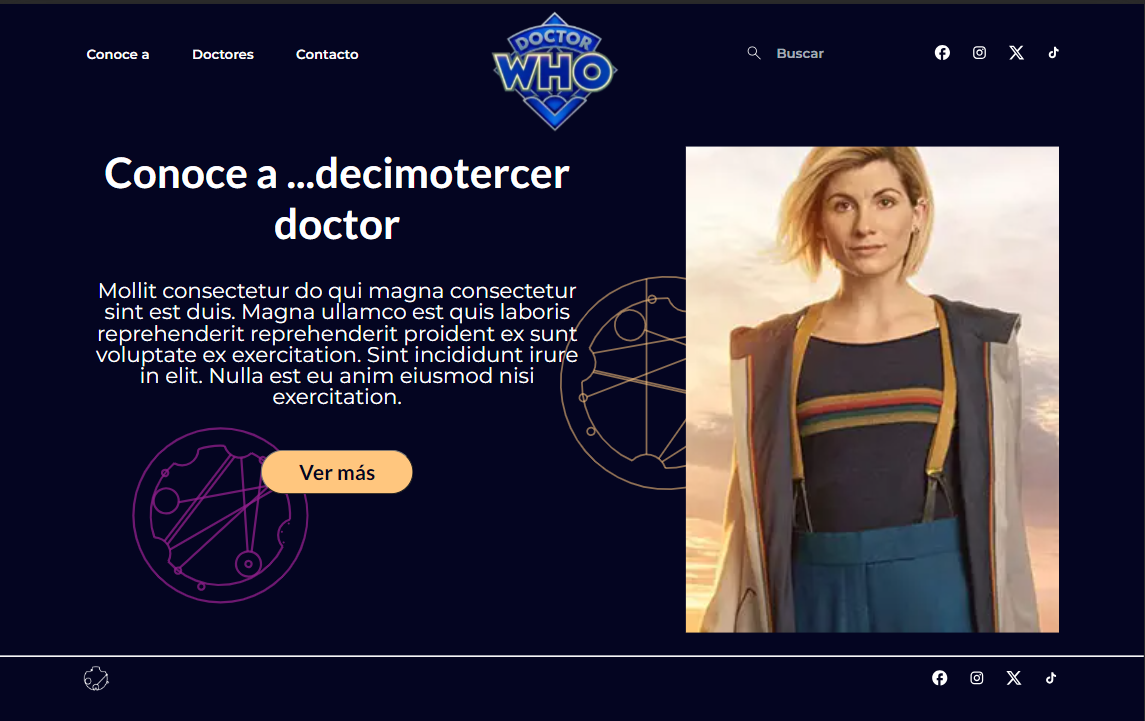 Conoce a
Doctores
Contacto
DOCTOR
WHO
Buscar
Conoce a ...decimotercer
doctor
Mollit consectetur do qui magna consectetur
sint est duis. Magna ullamco est quis laboris
reprehenderit reprehenderit proident ex sunt
voluptate ex exercitation. Sint incididunt irure
in elit. Nulla est eu anim eiusmod nisi
exercitation.
Ver más